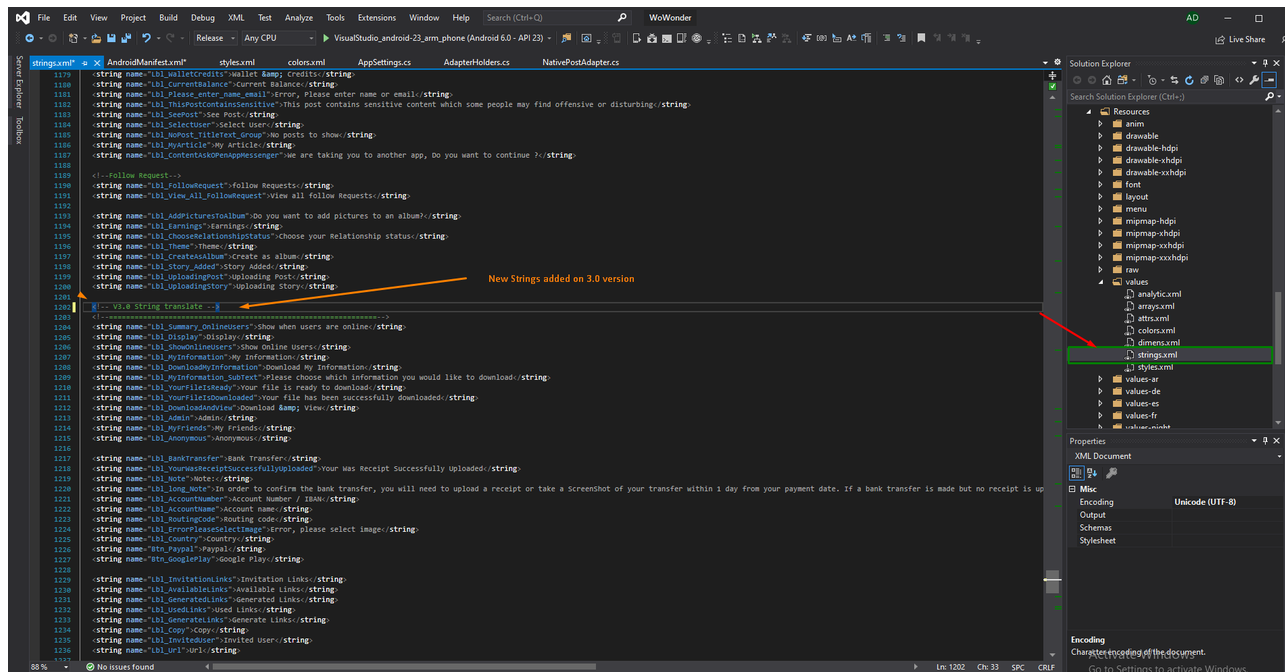 File Edit View Project Build Debug XML Test Analyze Tools Extensions Window Help Search (Ctrl+Q) WoWonder AD
Release Any CPU VisualStudio_android-23_arm_phone (Android 6.0 - API 23) Live Share
Server Explorer
Toolbox
strings.xml* AndroidManifest.xml* styles.xml colors.xml AppSettings.cs AdapterHolders.cs NativePostAdapter.cs
1179 <string name="Lbl_WalletCredits">Wallet &amp; Credits</string>
1180 <string name="Lbl_CurrentBalance">Current Balance</string>
1181 <string name="Lbl_Please_enter_name_email">Error, Please enter name or email</string>
1182 <string name="Lbl_ThisPostContainsSensitive">This post contains sensitive content which some people may find offensive or disturbing</string>
1183 <string name="Lbl_SeePost">See Post</string>
1184 <string name="Lbl_SelectUser">Select User</string>
1185 <string name="Lbl_NoPost_TitleText_Group">No posts to show</string>
1186 <string name="Lbl_MyArticle">My Article</string>
1187 <string name="Lbl_ContentAskOPenAppMessenger">We are taking you to another app, Do you want to continue ?</string>
1188
1189 <!--Follow Request-->
1190 <string name="Lbl_FollowRequest">follow Requests</string>
1191 <string name="Lbl_View_All_FollowRequest">View all follow Requests</string>
1192
1193 <string name="Lbl_AddPicturesToAlbum">Do you want to add pictures to an album?</string>
1194 <string name="Lbl_Earnings">Earnings</string>
1195 <string name="Lbl_ChooseRelationshipStatus">Choose your Relationship status</string>
1196 <string name="Lbl_Theme">Theme</string>
1197 <string name="Lbl_CreateAsAlbum">Create as album</string>
1198 <string name="Lbl_Story_Added">Story Added</string>
1199 <string name="Lbl_UploadingPost">Uploading Post</string>
1200 <string name="Lbl_UploadingStory">Uploading Story</string>
New Strings added on 3.0 version
1201
1202 <!-- V3.0 String translate -->
1203 <!--================================================================-->
1204 <string name="Lbl_Summary_OnlineUsers">Show when users are online</string>
1205 <string name="Lbl_Display">Display</string>
1206 <string name="Lbl_ShowOnlineUsers">Show Online Users</string>
1207 <string name="Lbl_MyInformation">My Information</string>
1208 <string name="Lbl_DownloadMyInformation">Download My Information</string>
1209 <string name="Lbl_MyInformation_SubText">Please choose which information you would like to download</string>
1210 <string name="Lbl_YourFileIsReady">Your file is ready to download</string>
1211 <string name="Lbl_YourFileIsDownloaded">Your file has been successfully downloaded</string>
1212 <string name="Lbl_DownloadAndView">Download &amp; View</string>
1213 <string name="Lbl_Admin">Admin</string>
1214 <string name="Lbl_MyFriends">My Friends</string>
1215 <string name="Lbl_Anonymous">Anonymous</string>
1216
1217 <string name="Lbl_BankTransfer">Bank Transfer</string>
1218 <string name="Lbl_YourWasReceiptSuccessfullyUploaded">Your Was Receipt Successfully Uploaded</string>
1219 <string name="Lbl_Note">Note:</string>
1220 <string name="Lbl_long_Note">In order to confirm the bank transfer, you will need to upload a receipt or take a ScreenShot of your transfer within 1 day from your payment date. If a bank transfer is made but no receipt is up
1221 <string name="Lbl_AccountNumber">Account Number / IBAN</string>
1222 <string name="Lbl_AccountName">Account name</string>
1223 <string name="Lbl_RoutingCode">Routing code</string>
1224 <string name="Lbl_ErrorPleaseSelectImage">Error, please select image</string>
1225 <string name="Lbl_Country">Country</string>
1226 <string name="Btn_Paypal">Paypal</string>
1227 <string name="Btn_GooglePlay">Google Play</string>
1228
1229 <string name="Lbl_InvitationLinks">Invitation Links</string>
1230 <string name="Lbl_AvailableLinks">Available Links</string>
1231 <string name="Lbl_GeneratedLinks">Generated Links</string>
1232 <string name="Lbl_UsedLinks">Used Links</string>
1233 <string name="Lbl_GenerateLinks">Generate Links</string>
1234 <string name="Lbl_Copy">Copy</string>
1235 <string name="Lbl_InvitedUser">Invited User</string>
1236 <string name="Lbl_Url">Url</string>
1237
88 % No issues found Ln: 1202 Ch: 33 SPC CRLF
Solution Explorer
Search Solution Explorer (Ctrl+;)
Resources
anim
drawable
drawable-hdpi
drawable-xhdpi
drawable-xxhdpi
font
layout
menu
mipmap-hdpi
mipmap-xhdpi
mipmap-xxhdpi
mipmap-xxxhdpi
raw
values
analytic.xml
arrays.xml
attrs.xml
colors.xml
dimens.xml
strings.xml
styles.xml
values-ar
values-de
values-es
values-fr
values-night
Properties
XML Document
Misc
Encoding Unicode (UTF-8)
Output
Schemas
Stylesheet
Encoding
Character encoding of the document.
Activate Windows
Go to Settings to activate Windows.